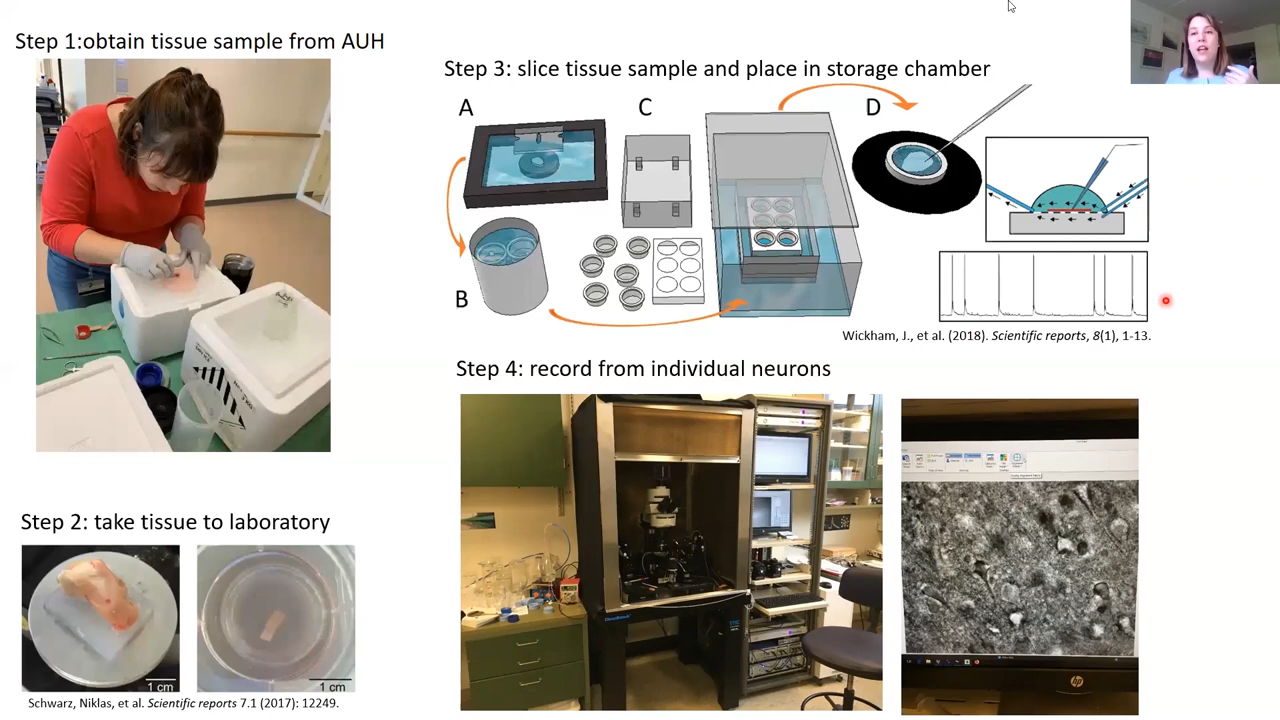 Step 1:obtain tissue sample from AUH
Step 3: slice tissue sample and place in storage chamber
A
C
D
B
Wickham, J., et al. (2018). Scientific reports, 8(1), 1-13.
Step 4: record from individual neurons
Step 2: take tissue to laboratory
1 cm
1 cm
Schwarz, Niklas, et al. Scientific reports 7.1 (2017): 12249.
hp